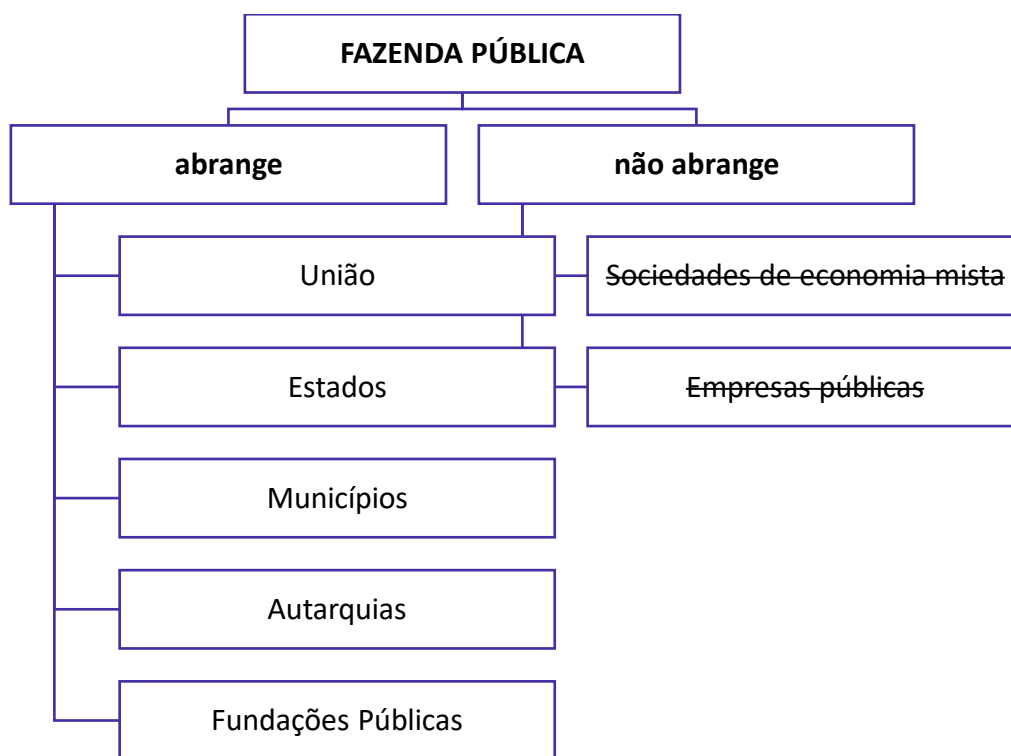 FAZENDA PÚBLICA
abrange
União
Estados
Municípios
Autarquias
Fundações Públicas
não abrange
Sociedades de economia mista
Empresas públicas